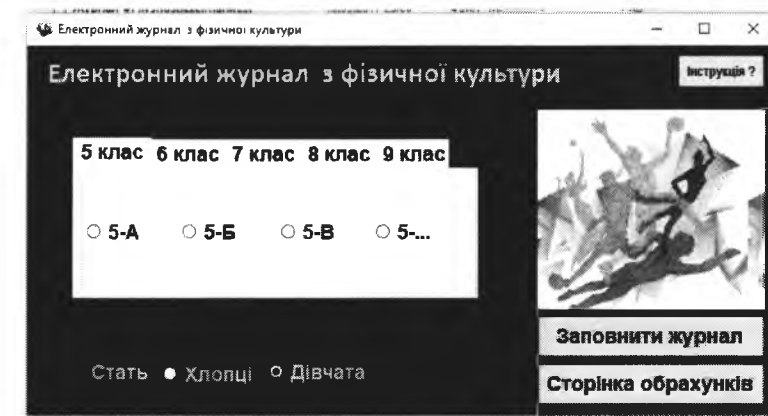 Електронний журнал з фізичної культури
Електронний журнал з фізичної культури
Інструкція ?
5 клас 6 клас 7 клас 8 клас 9 клас
5-А 5-Б 5-В 5-...
Заповнити журнал
Стать Хлопці Дівчата
Сторінка обрахунків